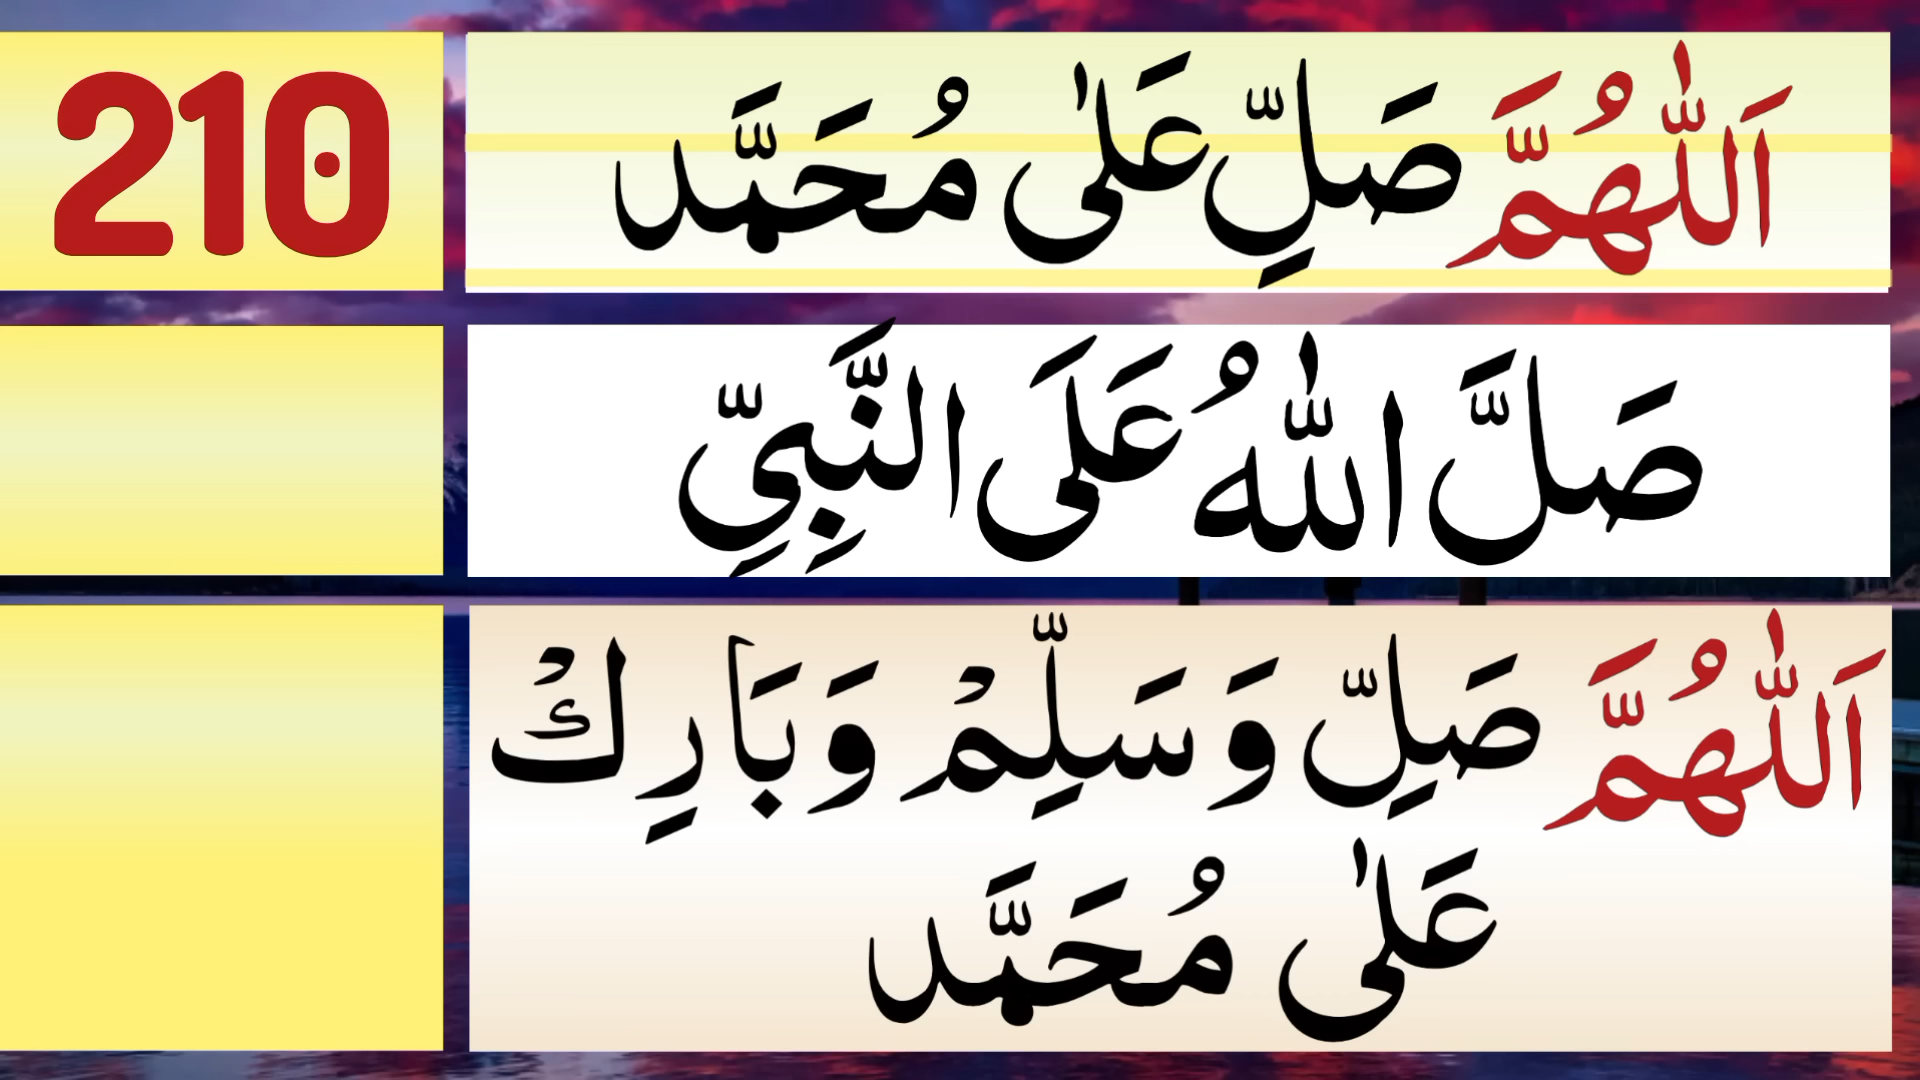 210
اَللّٰهُمَّ صَلِّ عَلٰی مُحَمَّد
صَلَّ اللّٰهُ عَلَی النَّبِیِّ
اَللّٰهُمَّ صَلِّ وَسَلِّمْ وَبَارِكْ
عَلٰی مُحَمَّد